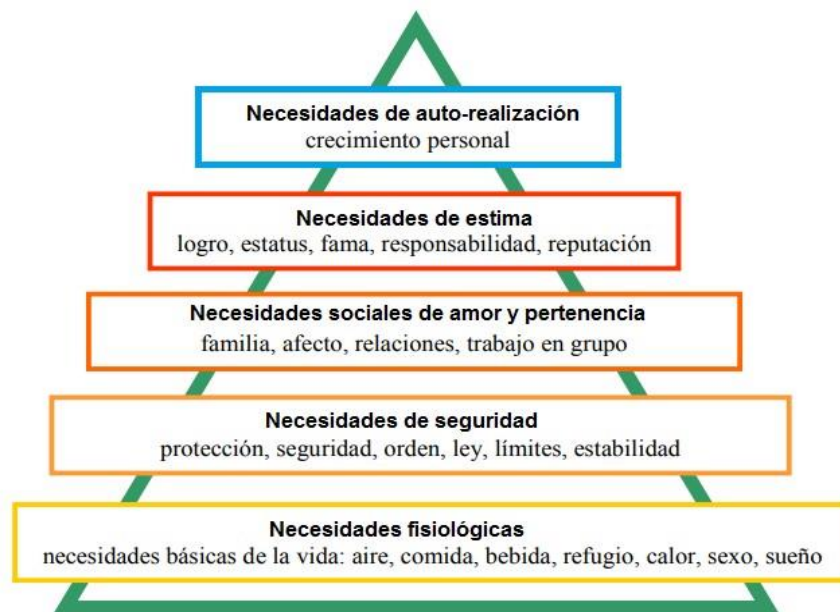 Necesidades de auto-realización
crecimiento personal
Necesidades de estima
logro, estatus, fama, responsabilidad, reputación
Necesidades sociales de amor y pertenencia
familia, afecto, relaciones, trabajo en grupo
Necesidades de seguridad
protección, seguridad, orden, ley, límites, estabilidad
Necesidades fisiológicas
necesidades básicas de la vida: aire, comida, bebida, refugio, calor, sexo, sueño